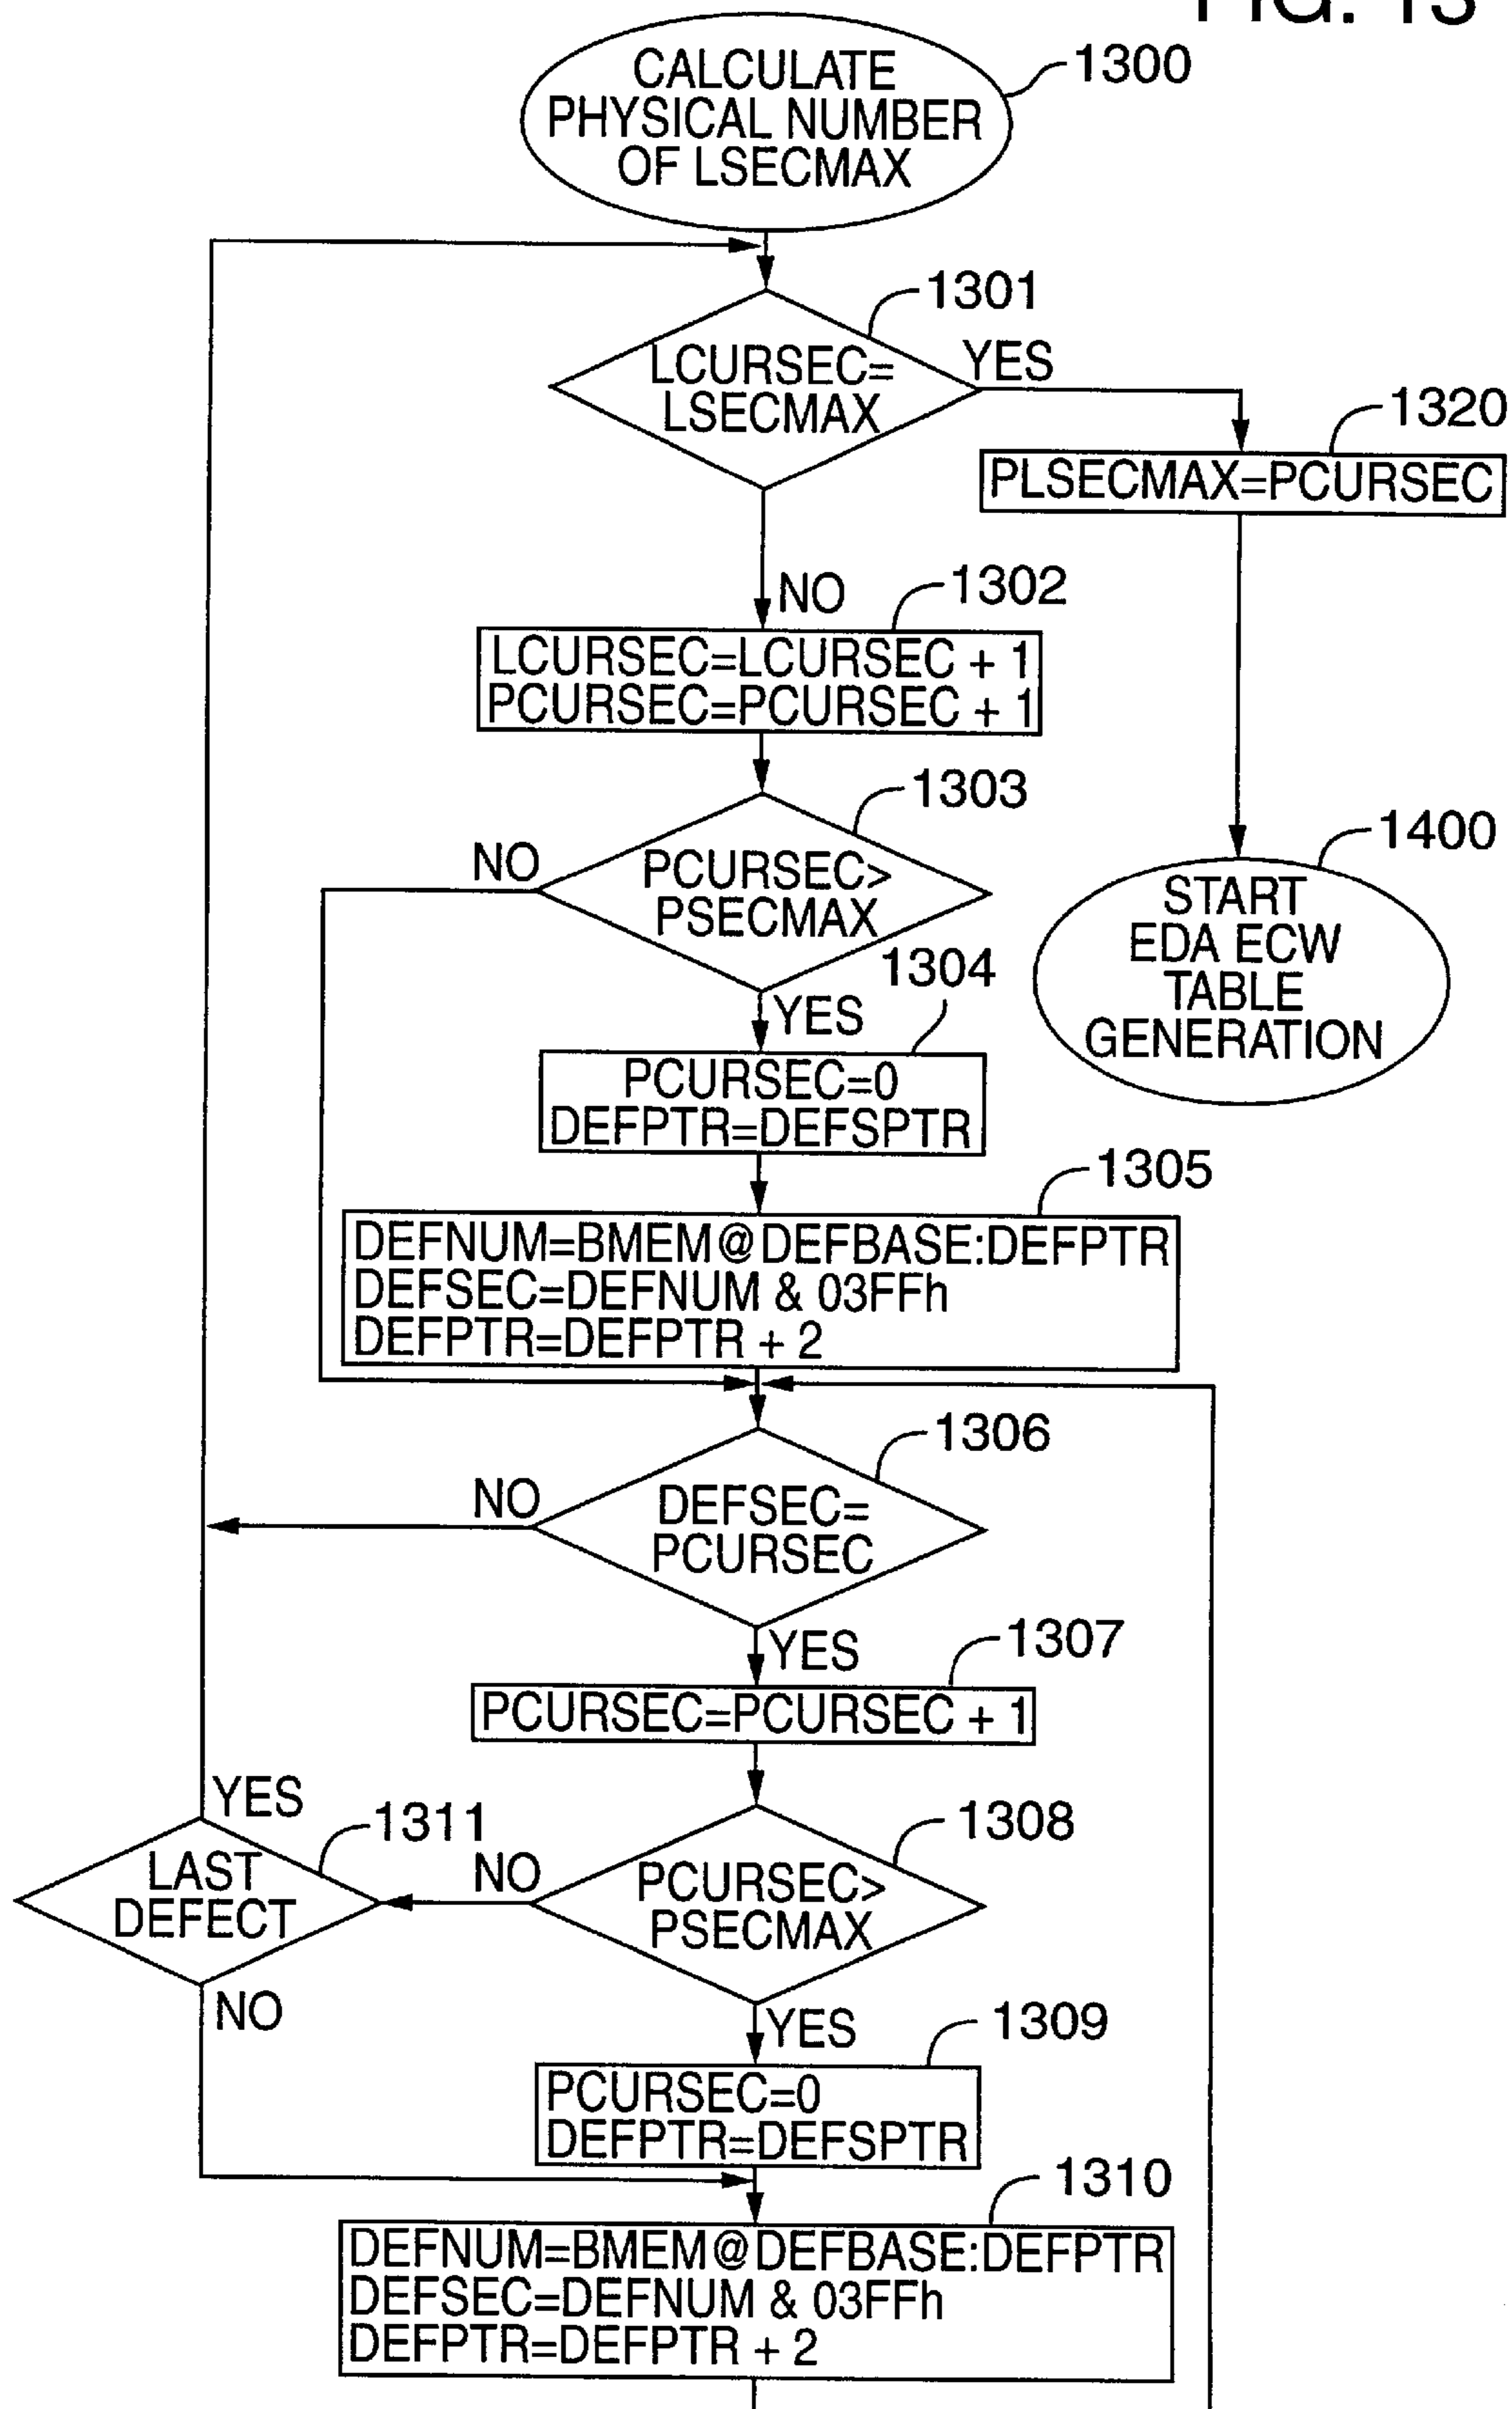 FIG. 13
CALCULATE
PHYSICAL NUMBER
OF LSECMAX
1300
1301
LCURSEC=
LSECMAX
YES
1320
PLSECMAX=PCURSEC
NO
1302
LCURSEC=LCURSEC + 1
PCURSEC=PCURSEC + 1
1303
NO
PCURSEC>
PSECMAX
1400
START
EDA ECW
TABLE
GENERATION
YES
1304
PCURSEC=0
DEFPTR=DEFSPTR
1305
DEFNUM=BMEM@DEFBASE:DEFPTR
DEFSEC=DEFNUM & 03FFh
DEFPTR=DEFPTR + 2
1306
NO
DEFSEC=
PCURSEC
YES
1307
PCURSEC=PCURSEC + 1
YES
1311
LAST
DEFECT
NO
1308
NO
PCURSEC>
PSECMAX
YES
1309
PCURSEC=0
DEFPTR=DEFSPTR
1310
DEFNUM=BMEM@DEFBASE:DEFPTR
DEFSEC=DEFNUM & 03FFh
DEFPTR=DEFPTR + 2